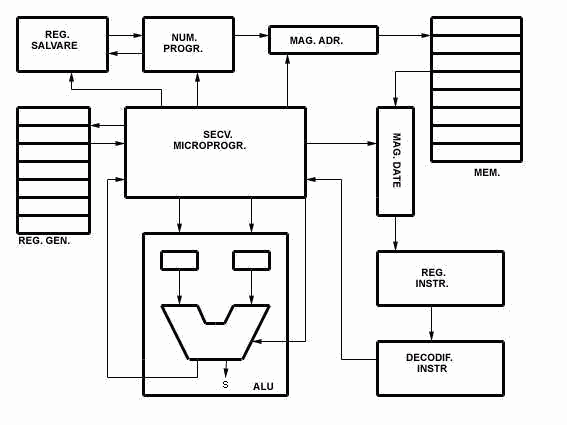 REG.
SALVARE
NUM.
PROGR.
MAG. ADR.
SECV.
MICROPROGR.
MAG. DATE
MEM.
REG. GEN.
REG.
INSTR.
DECODIF.
INSTR
S
ALU